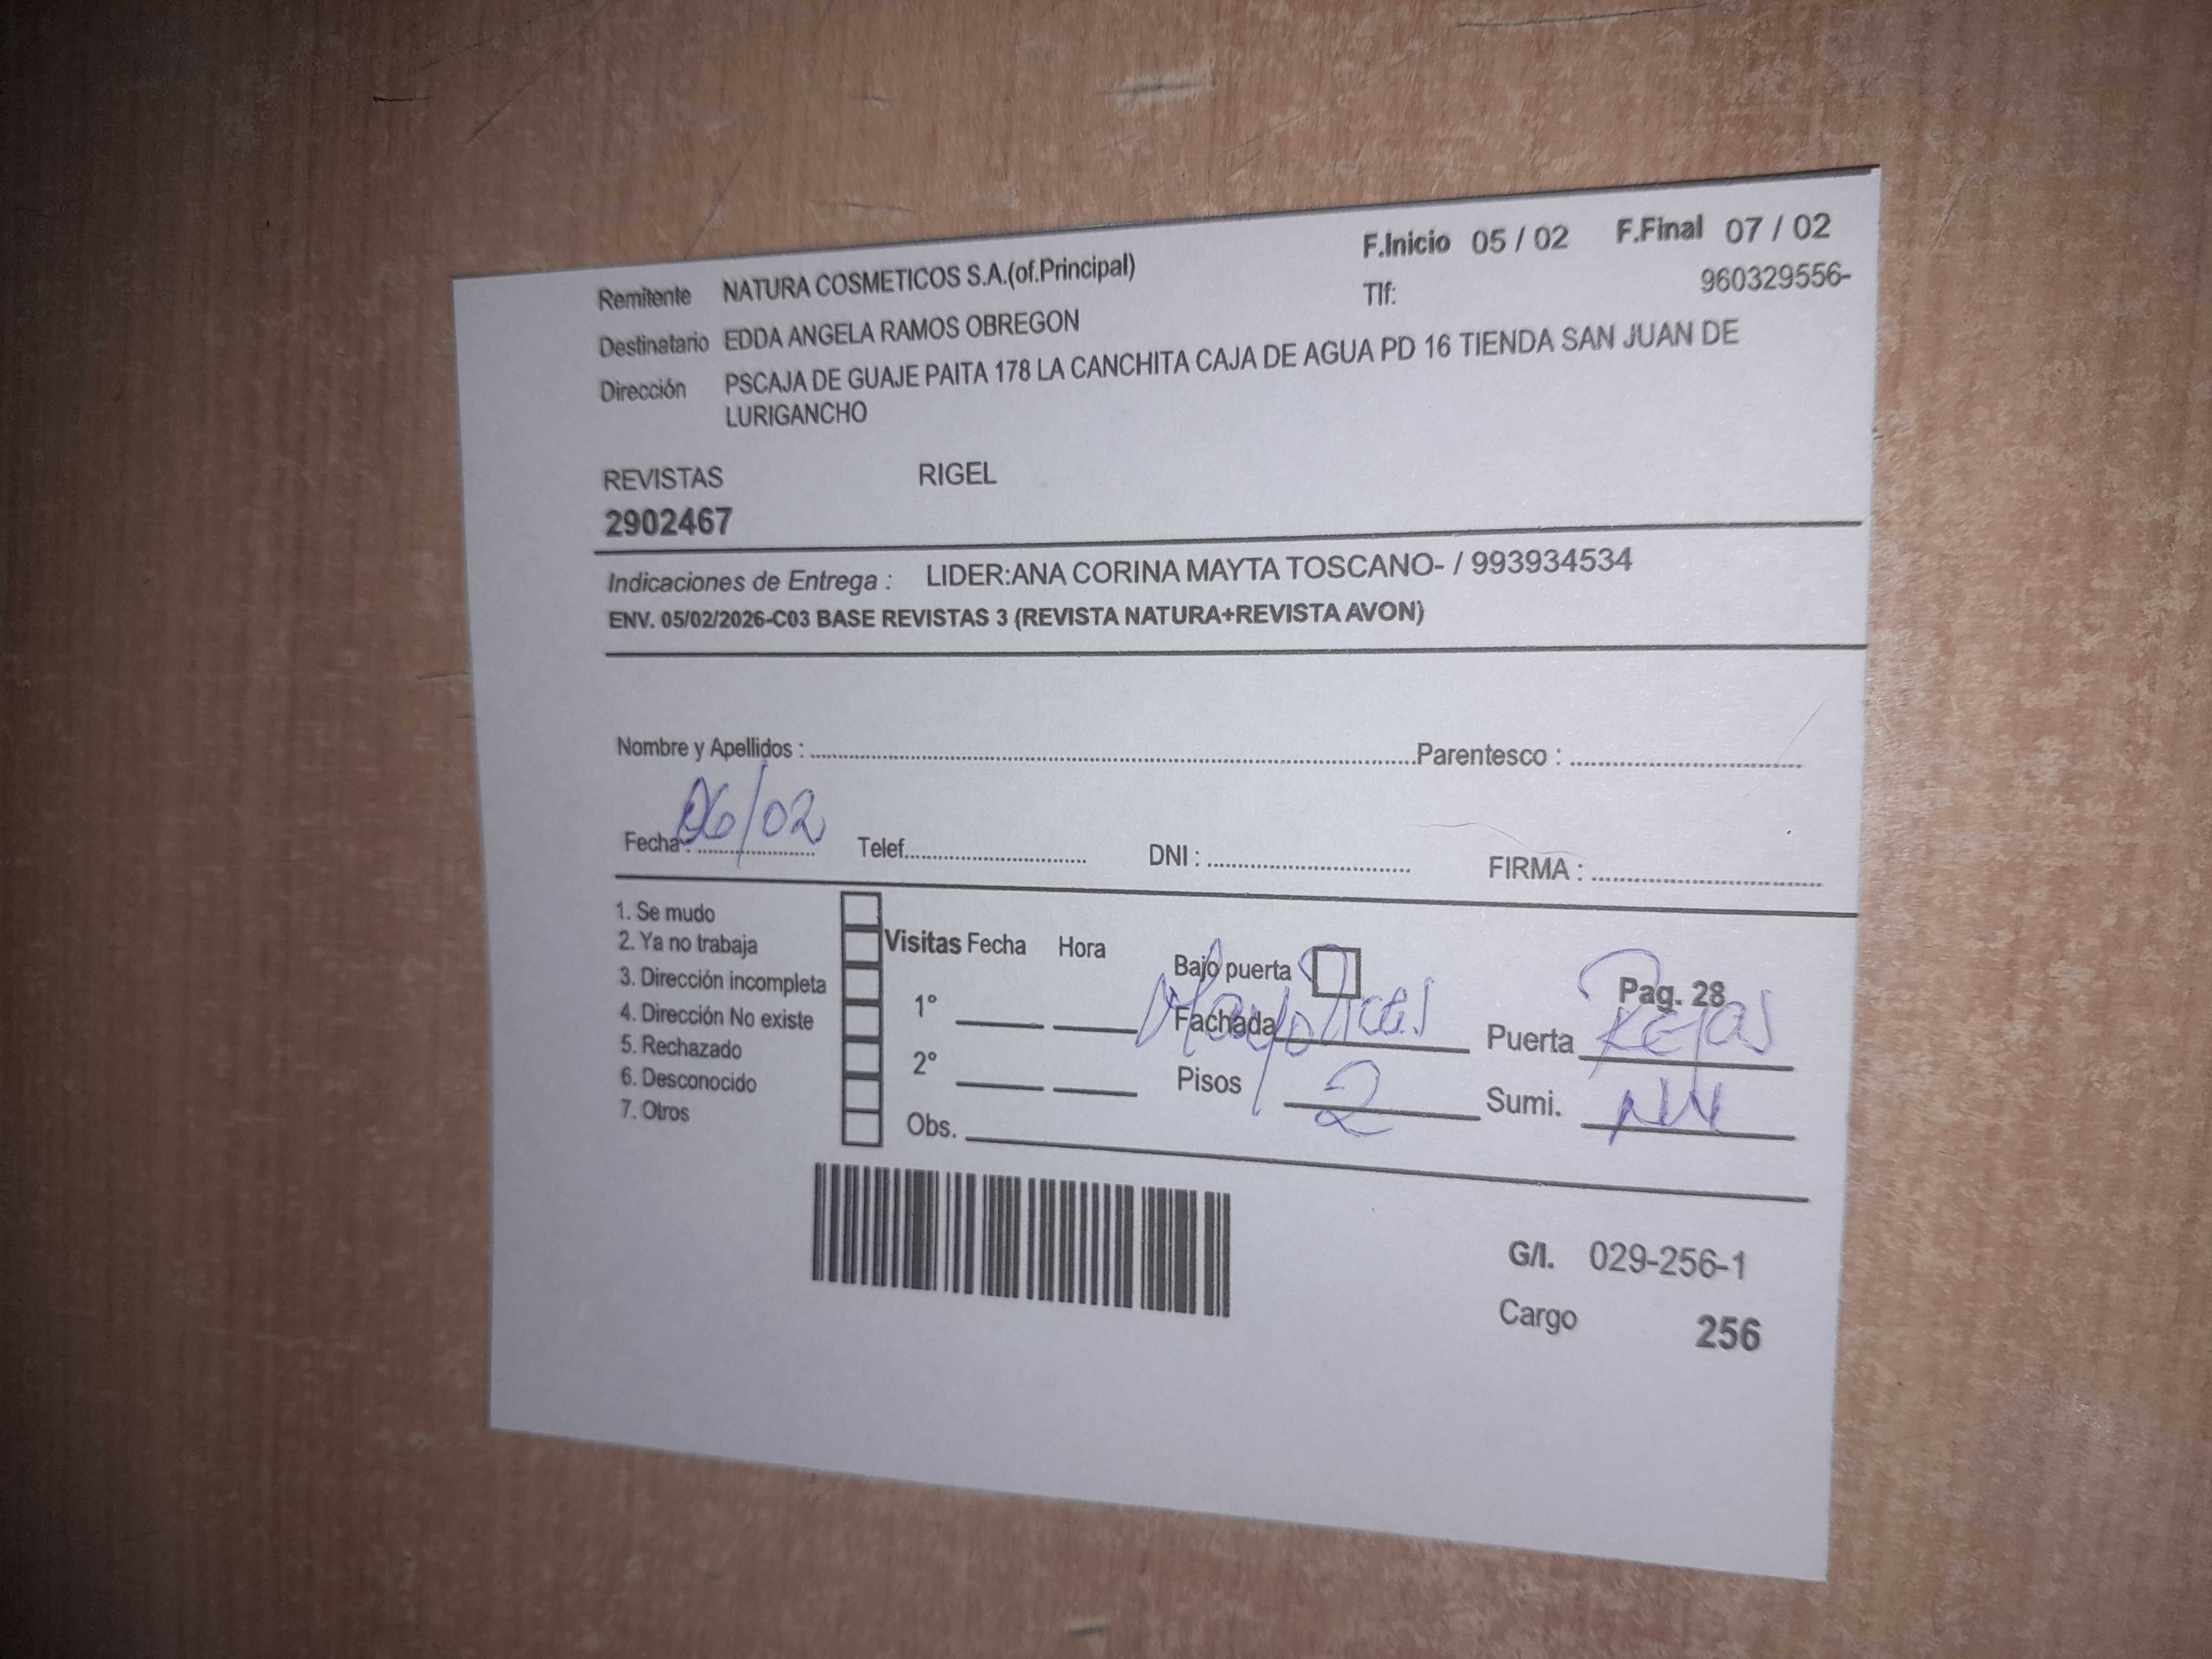 Remitente NATURA COSMETICOS S.A.(of.Principal) F.Inicio 05 / 02 F.Final 07 / 02
Destinatario EDDA ANGELA RAMOS OBREGON Tlf: 960329556-
Dirección PSCAJA DE GUAJE PAITA 178 LA CANCHITA CAJA DE AGUA PD 16 TIENDA SAN JUAN DE
LURIGANCHO
REVISTAS RIGEL
2902467
Indicaciones de Entrega : LIDER:ANA CORINA MAYTA TOSCANO- / 993934534
ENV. 05/02/2026-C03 BASE REVISTAS 3 (REVISTA NATURA+REVISTA AVON)
Nombre y Apellidos : Parentesco :
Fecha : 06/02 Telef. DNI : FIRMA :
1. Se mudo
2. Ya no trabaja Visitas Fecha Hora Bajo puerta
3. Dirección incompleta 1° Fachada Mayolicas Pag. 28
4. Dirección No existe Puerta Rejas
5. Rechazado 2° Pisos 2 Sumi. NN
6. Desconocido
7. Otros Obs.
G/I. 029-256-1
Cargo 256